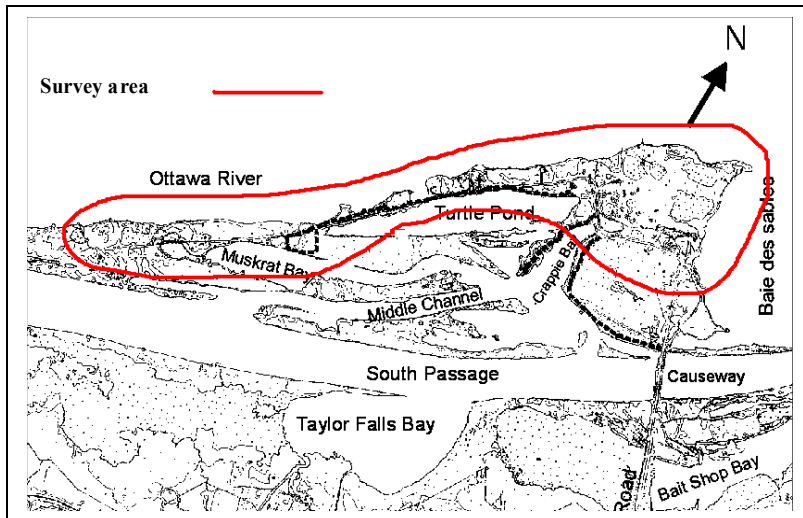 N
Survey area
Ottawa River
Turtle Pond
Baie des sables
Muskrat Bay
Crappie Bay
Middle Channel
South Passage
Causeway
Taylor Falls Bay
Road
Bait Shop Bay